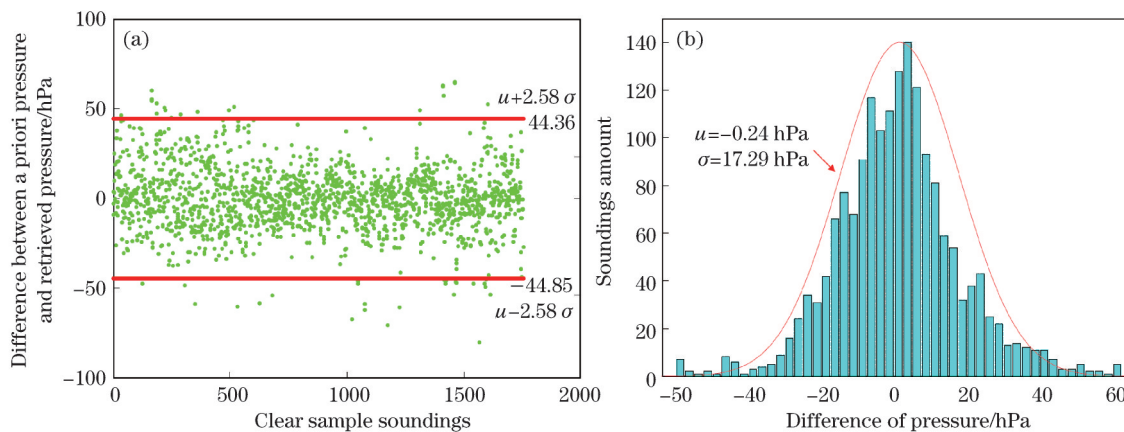 (a)
Difference between a priori pressure
and retrieved pressure/hPa
100
50
0
−50
−100
u+2.58 σ
44.36
−44.85
u−2.58 σ
0
500
1000
1500
2000
Clear sample soundings
(b)
Soundings amount
140
120
100
80
60
40
20
0
u=−0.24 hPa
σ=17.29 hPa
−50
−40
−20
0
20
40
60
Difference of pressure/hPa